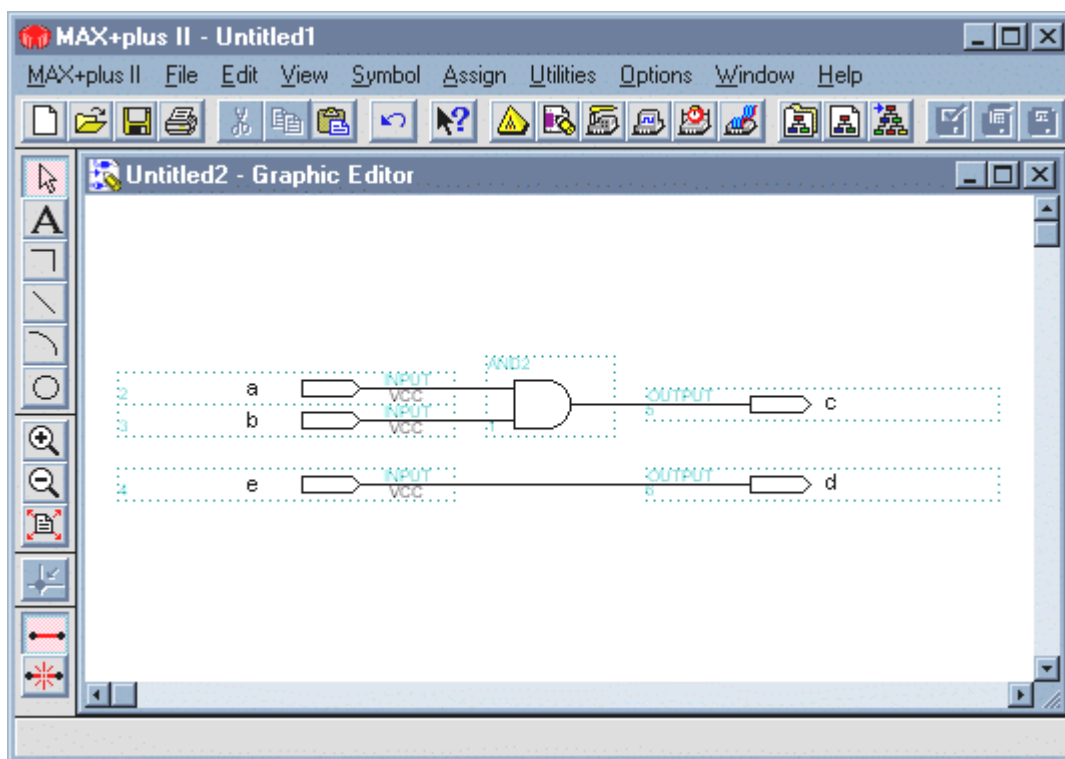 MAX+plus II - Untitled1
MAX+plus II File Edit View Symbol Assign Utilities Options Window Help
Untitled2 - Graphic Editor
AND2
2 a INPUT
VCC
3 b INPUT
VCC
1
OUTPUT
5 c
4 e INPUT
VCC
OUTPUT
6 d
A